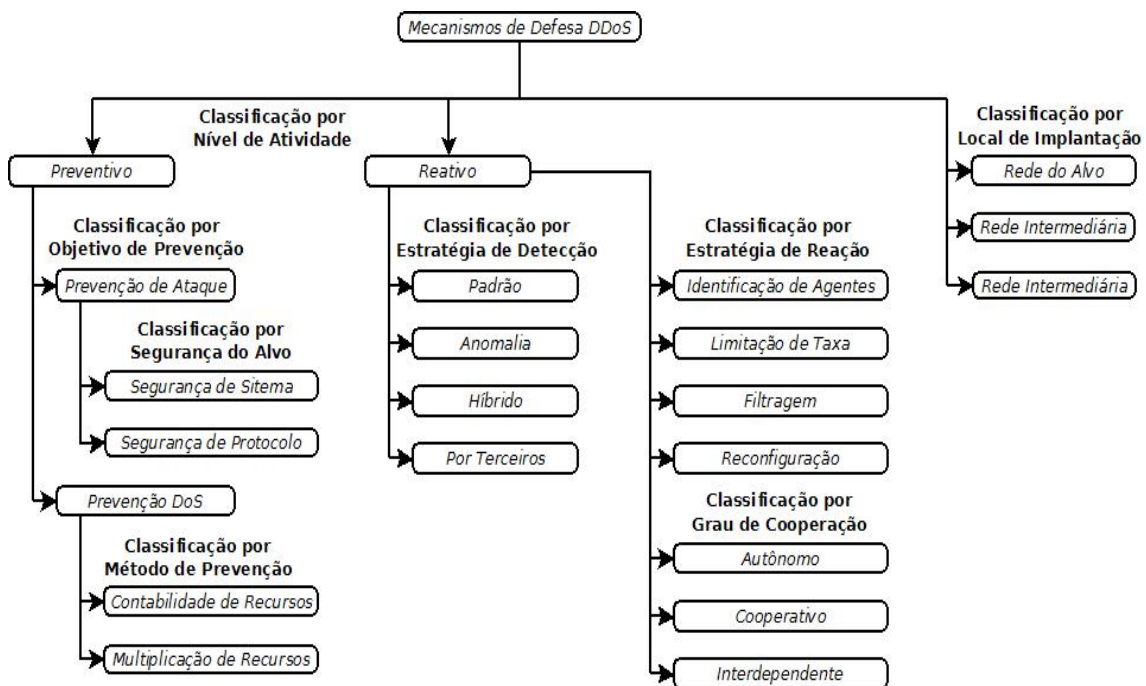 Mecanismos de Defesa DDoS
Classificação por
Nível de Atividade
Preventivo
Classificação por
Objetivo de Prevenção
Prevenção de Ataque
Classificação por
Segurança do Alvo
Segurança de Sitema
Segurança de Protocolo
Prevenção DoS
Classificação por
Método de Prevenção
Contabilidade de Recursos
Multiplicação de Recursos
Reativo
Classificação por
Estratégia de Detecção
Padrão
Anomalia
Híbrido
Por Terceiros
Classificação por
Estratégia de Reação
Identificação de Agentes
Limitação de Taxa
Filtragem
Reconfiguração
Classificação por
Grau de Cooperação
Autônomo
Cooperativo
Interdependente
Classificação por
Local de Implantação
Rede do Alvo
Rede Intermediária
Rede Intermediária